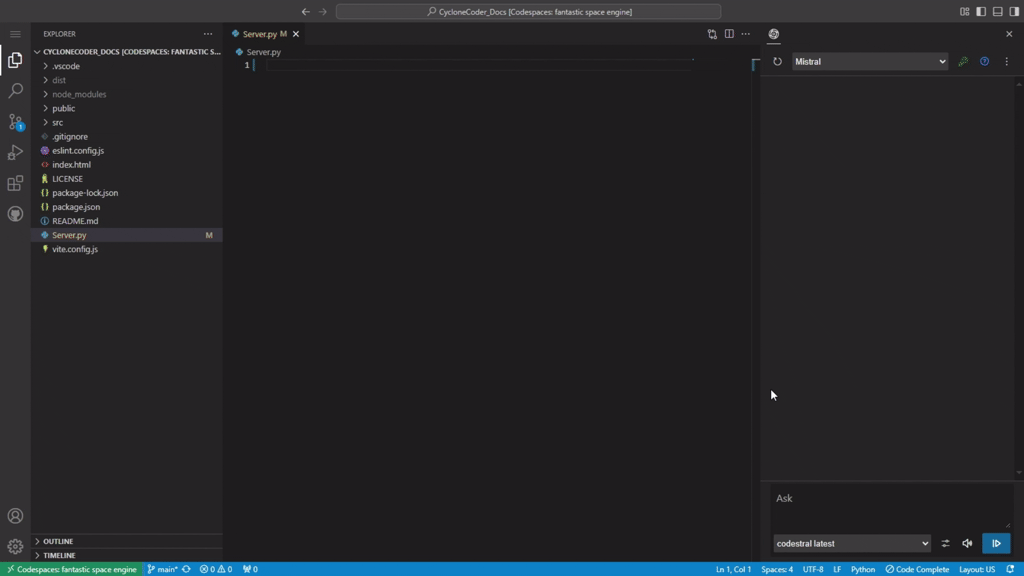 CycloneCoder_Docs [Codespaces: fantastic space engine]
EXPLORER
CYCLONECODER_DOCS [CODESPACES: FANTASTIC S...
.vscode
dist
node_modules
public
src
.gitignore
eslint.config.js
index.html
LICENSE
package-lock.json
package.json
README.md
Server.py M
vite.config.js
OUTLINE
TIMELINE
1
Server.py M
Server.py
1
Mistral
Ask
codestral latest
Codespaces: fantastic space engine main* 0 0 0 Ln 1, Col 1 Spaces: 4 UTF-8 LF Python Code Complete Layout: US